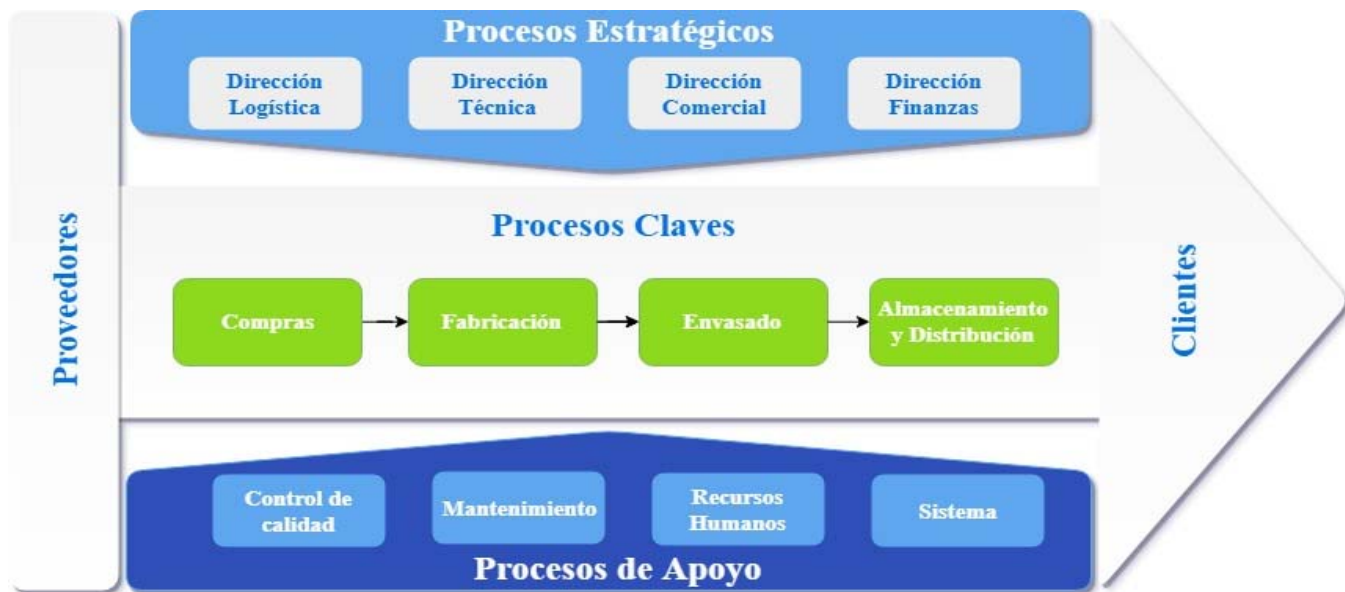 Procesos Estratégicos
Dirección
Logística
Dirección
Técnica
Dirección
Comercial
Dirección
Finanzas
Proveedores
Procesos Claves
Compras
Fabricación
Envasado
Almacenamiento
y Distribución
Clientes
Control de
calidad
Mantenimiento
Recursos
Humanos
Sistema
Procesos de Apoyo